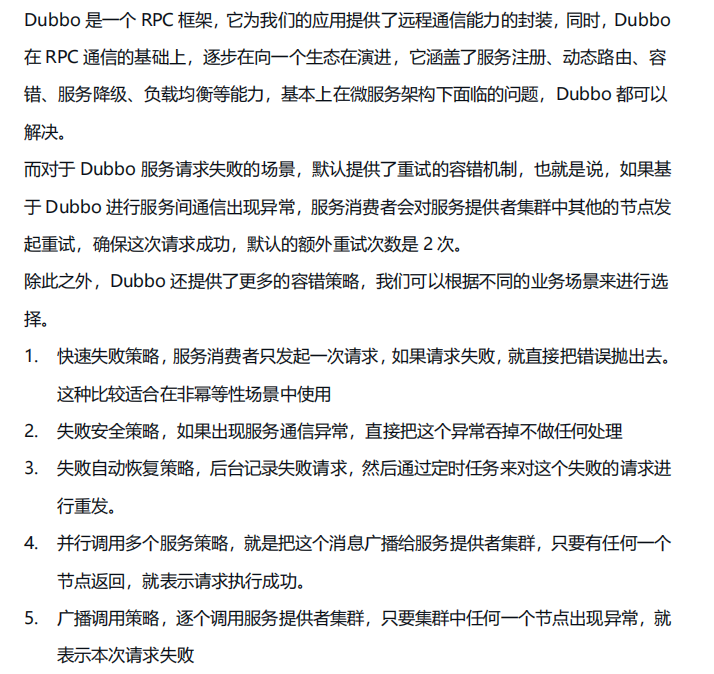 Dubbo 是一个 RPC 框架，它为我们的应用提供了远程通信能力的封装，同时，Dubbo
在 RPC 通信的基础上，逐步在向一个生态在演进，它涵盖了服务注册、动态路由、容
错、服务降级、负载均衡等能力，基本上在微服务架构下面临的问题，Dubbo 都可以
解决。
而对于 Dubbo 服务请求失败的场景，默认提供了重试的容错机制，也就是说，如果基
于 Dubbo 进行服务间通信出现异常，服务消费者会对服务提供者集群中其他的节点发
起重试，确保这次请求成功，默认的额外重试次数是 2 次。
除此之外，Dubbo 还提供了更多的容错策略，我们可以根据不同的业务场景来进行选
择。
1. 快速失败策略，服务消费者只发起一次请求，如果请求失败，就直接把错误抛出去。
这种比较适合在非幂等性场景中使用
2. 失败安全策略，如果出现服务通信异常，直接把这个异常吞掉不做任何处理
3. 失败自动恢复策略，后台记录失败请求，然后通过定时任务来对这个失败的请求进
行重发。
4. 并行调用多个服务策略，就是把这个消息广播给服务提供者集群，只要有任何一个
节点返回，就表示请求执行成功。
5. 广播调用策略，逐个调用服务提供者集群，只要集群中任何一个节点出现异常，就
表示本次请求失败